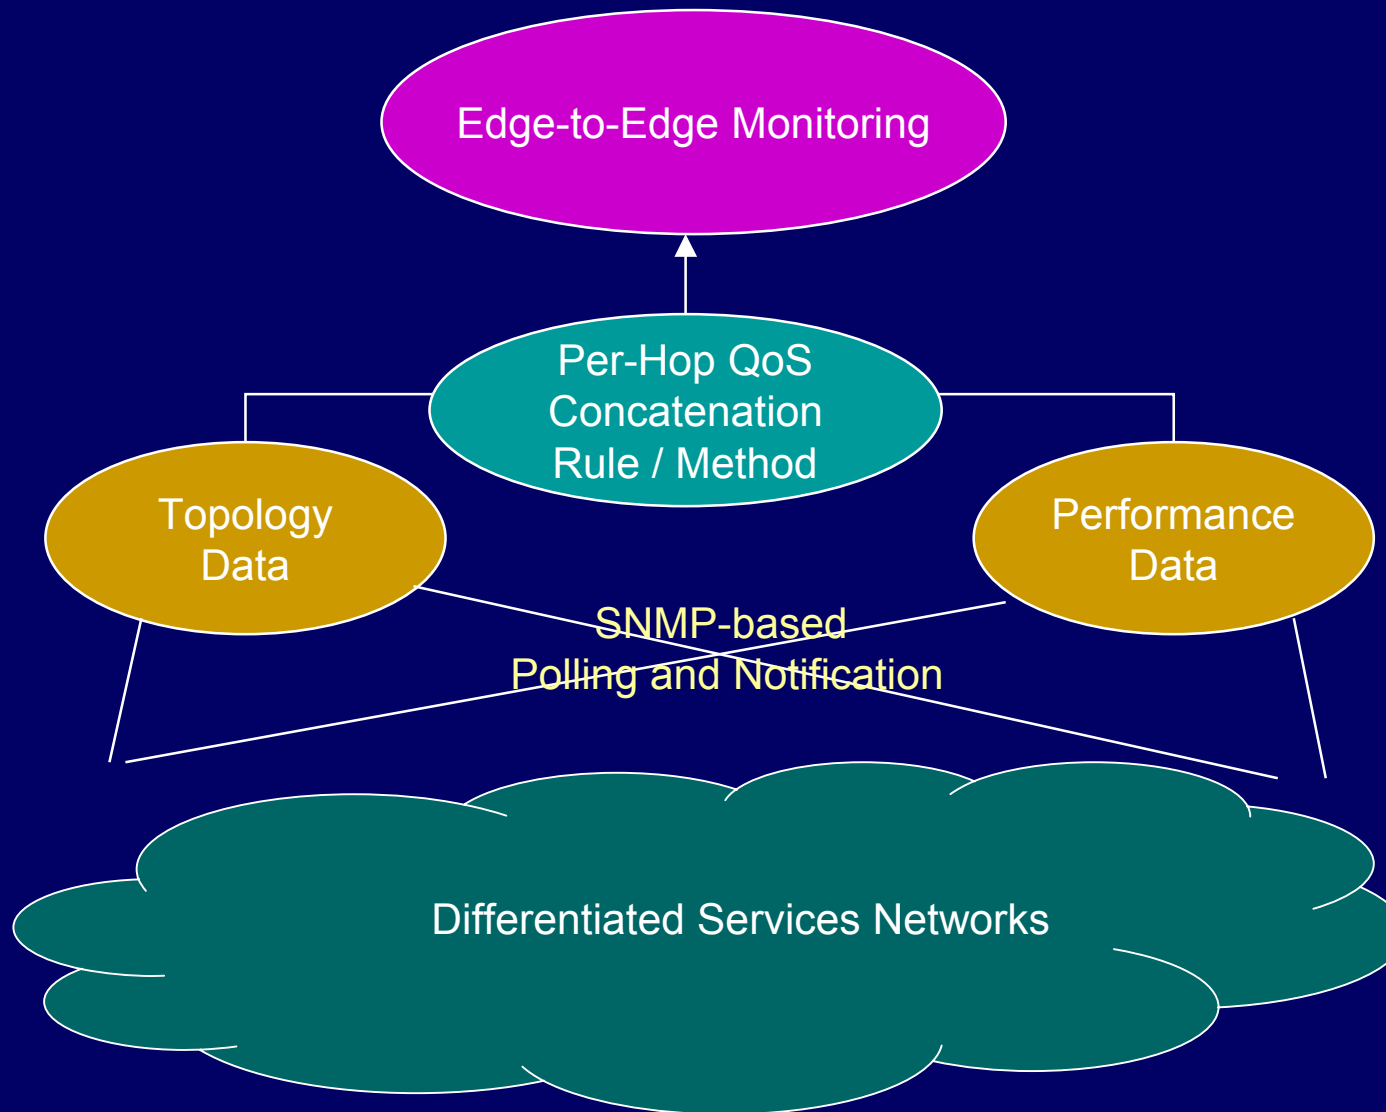 Edge-to-Edge Monitoring
Per-Hop QoS
Concatenation
Rule / Method
Topology
Data
Performance
Data
SNMP-based
Polling and Notification
Differentiated Services Networks